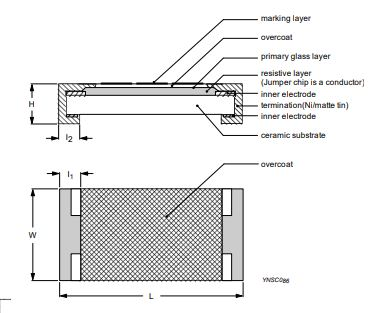 marking layer
overcoat
primary glass layer
resistive layer
(Jumper chip is a conductor)
inner electrode
termination(Ni/matte tin)
inner electrode
ceramic substrate
H
I2
overcoat
I1
W
L
YNSC086